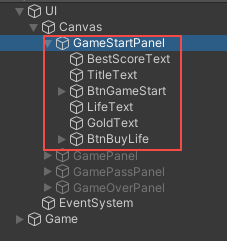 UI
Canvas
GameStartPanel
BestScoreText
TitleText
BtnGameStart
LifeText
GoldText
BtnBuyLife
GamePanel
GamePassPanel
GameOverPanel
EventSystem
Game